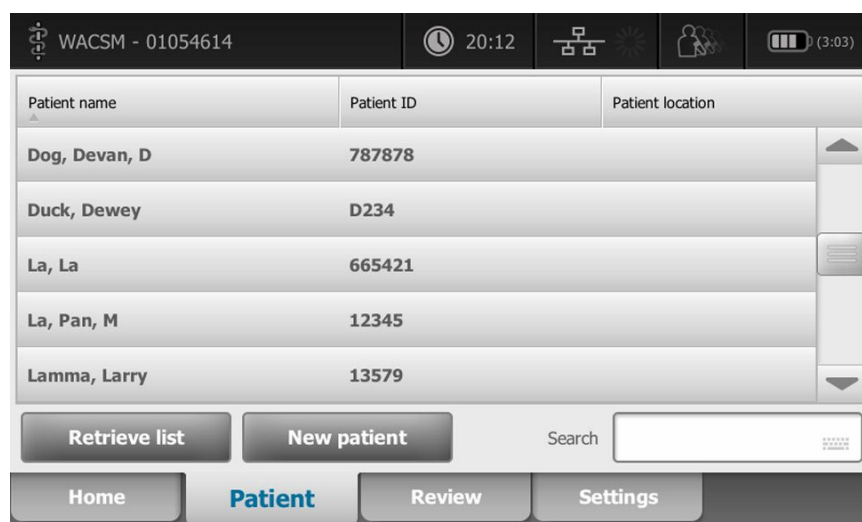 WACSM - 01054614 20:12 (3:03)
Patient name Patient ID Patient location
Dog, Devan, D 787878
Duck, Dewey D234
La, La 665421
La, Pan, M 12345
Lamma, Larry 13579
Retrieve list New patient Search
Home Patient Review Settings